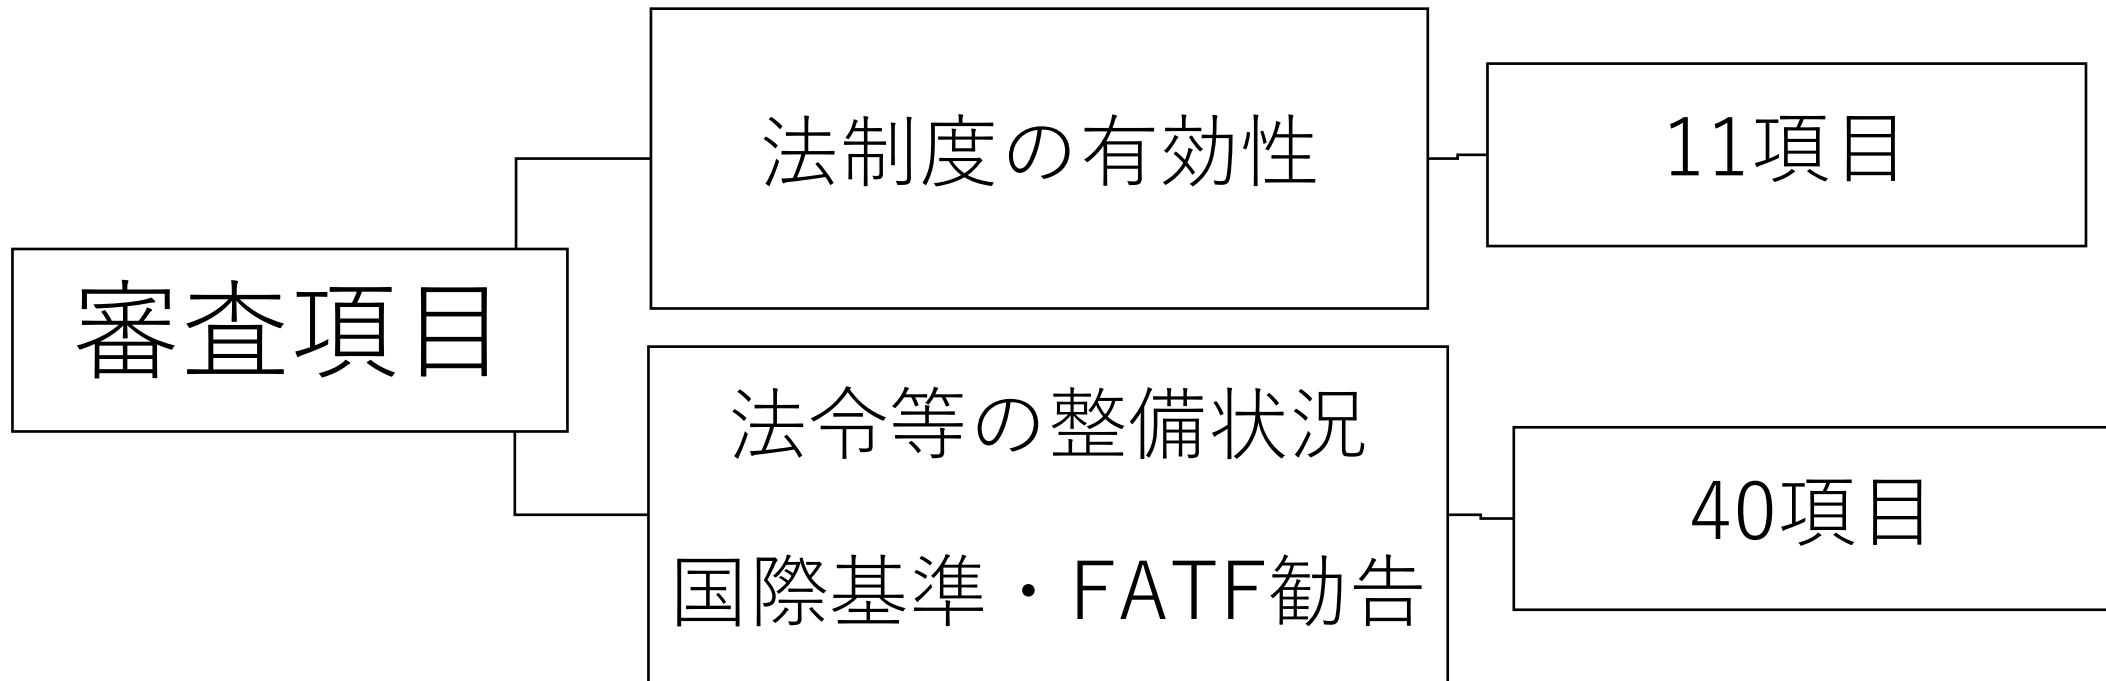 審査項目
法制度の有効性
11項目
法令等の整備状況
国際基準・FATF勧告
40項目